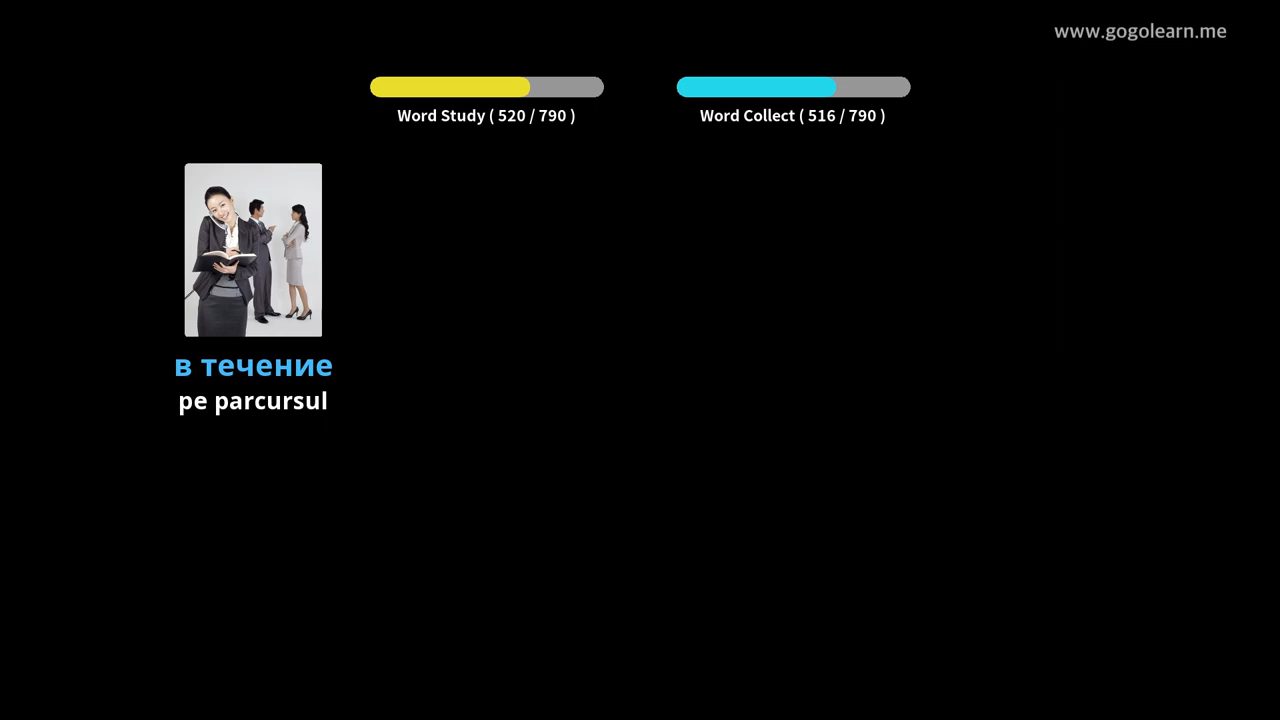 www.gogolearn.me
Word Study ( 520 / 790 )
Word Collect ( 516 / 790 )
в течение
pe parcursul